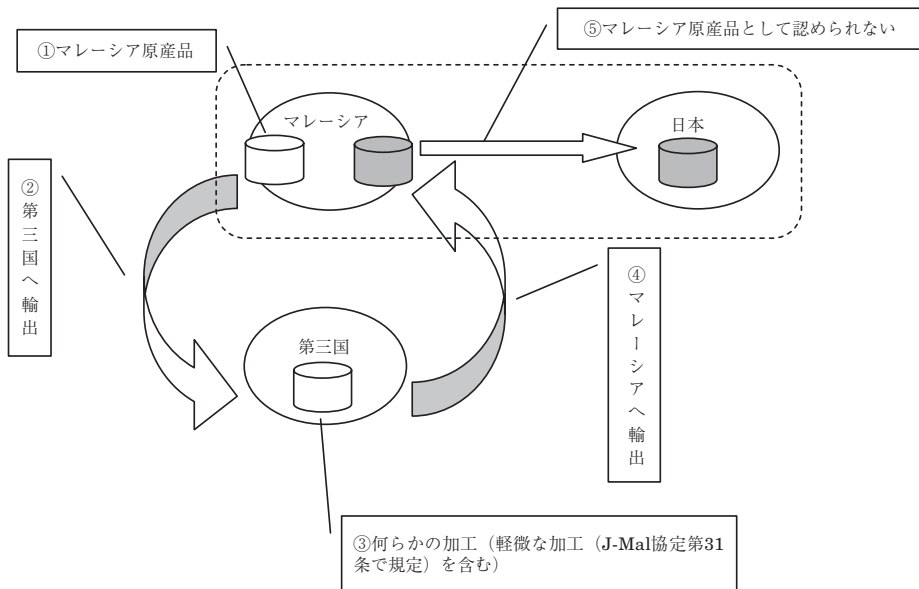 ①マレーシア原産品
⑤マレーシア原産品として認められない
マレーシア
日本
②第三国へ輸出
④マレーシアへ輸出
第三国
③何らかの加工（軽微な加工（J-Mal協定第31
条で規定）を含む）